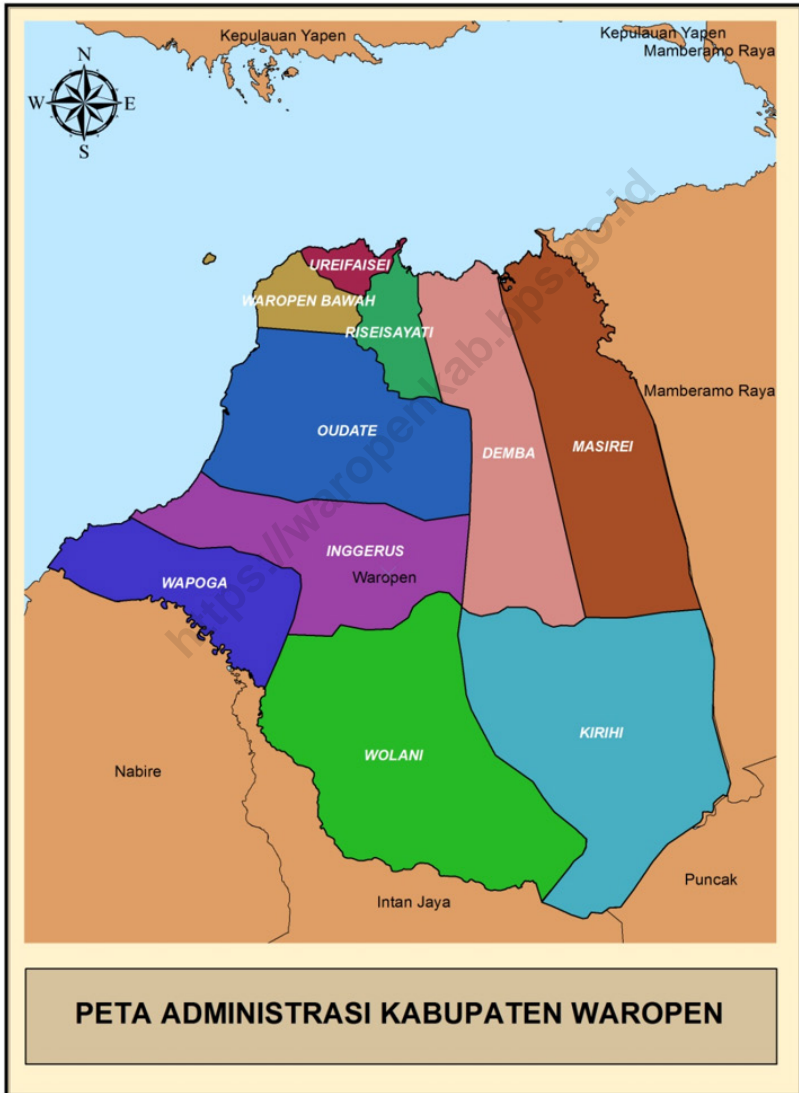 Kepulauan Yapen
Kepulauan Yapen
Mamberamo Raya
N
W
E
S
UREIFAISEI
WAROPEN BAWAH
RISEISAYATI
Mamberamo Raya
OUDATE
DEMBA
MASIREI
INGGERUS
Waropen
WAPOGA
KIRIHI
WOLANI
Nabire
Puncak
Intan Jaya
https://waropenkab.bps.go.id
PETA ADMINISTRASI KABUPATEN WAROPEN